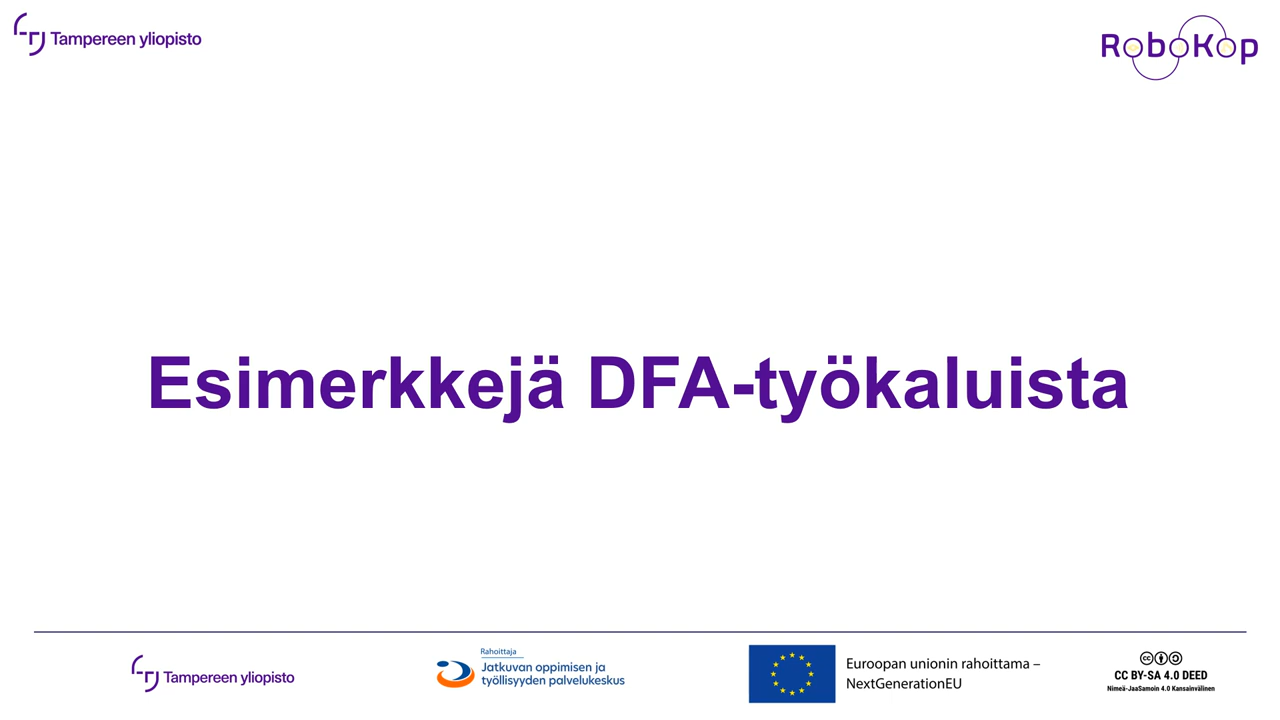 Tampereen yliopisto
RoboKop
Esimerkkejä DFA-työkaluista
Tampereen yliopisto
Rahoittaja
Jatkuvan oppimisen ja
työllisyyden palvelukeskus
Euroopan unionin rahoittama –
NextGenerationEU
CC BY-SA 4.0 DEED
Nimeä-JaaSamoin 4.0 Kansainvälinen